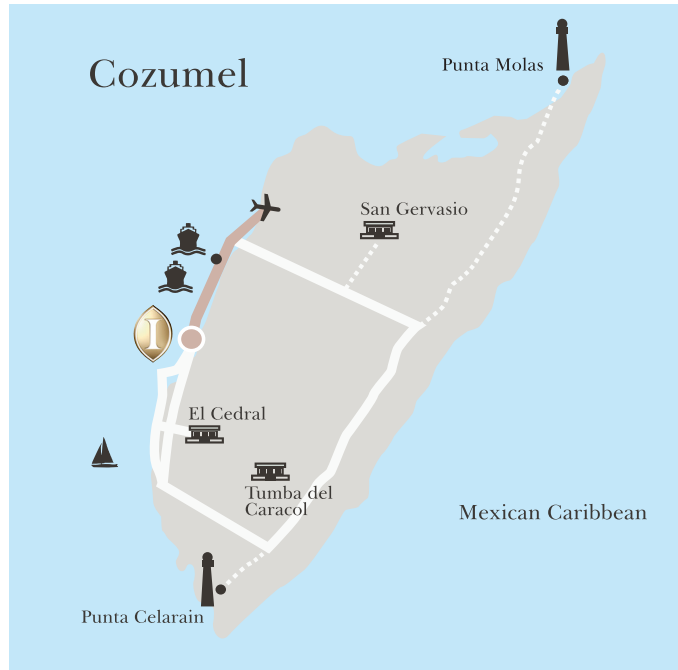 Cozumel
Punta Molas
San Gervasio
I
El Cedral
Tumba del
Caracol
Mexican Caribbean
Punta Celarain